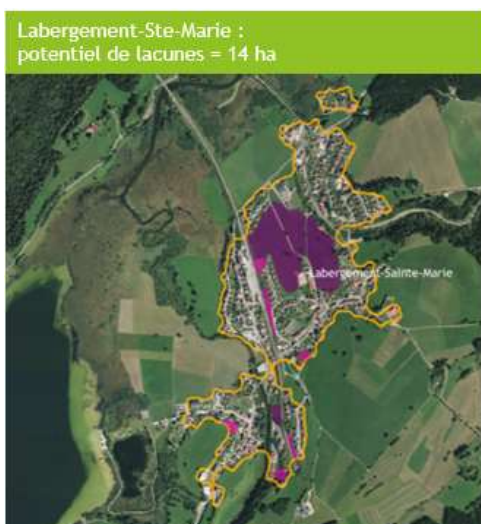 Labergement-Ste-Marie :
potentiel de lacunes = 14 ha
Labergement-Sainte-Marie